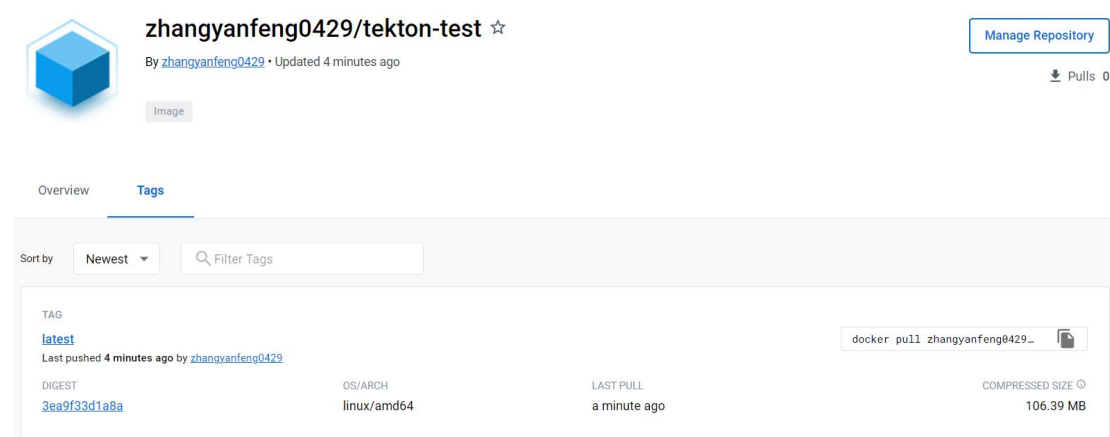 zhangyanfeng0429/tekton-test
Manage Repository
By zhangyanfeng0429 • Updated 4 minutes ago
Pulls 0
Image
Overview
Tags
Sort by
Newest
Filter Tags
TAG
latest
docker pull zhangyanfeng0429…
Last pushed 4 minutes ago by zhangyanfeng0429
DIGEST
OS/ARCH
LAST PULL
COMPRESSED SIZE
3ea9f33d1a8a
linux/amd64
a minute ago
106.39 MB